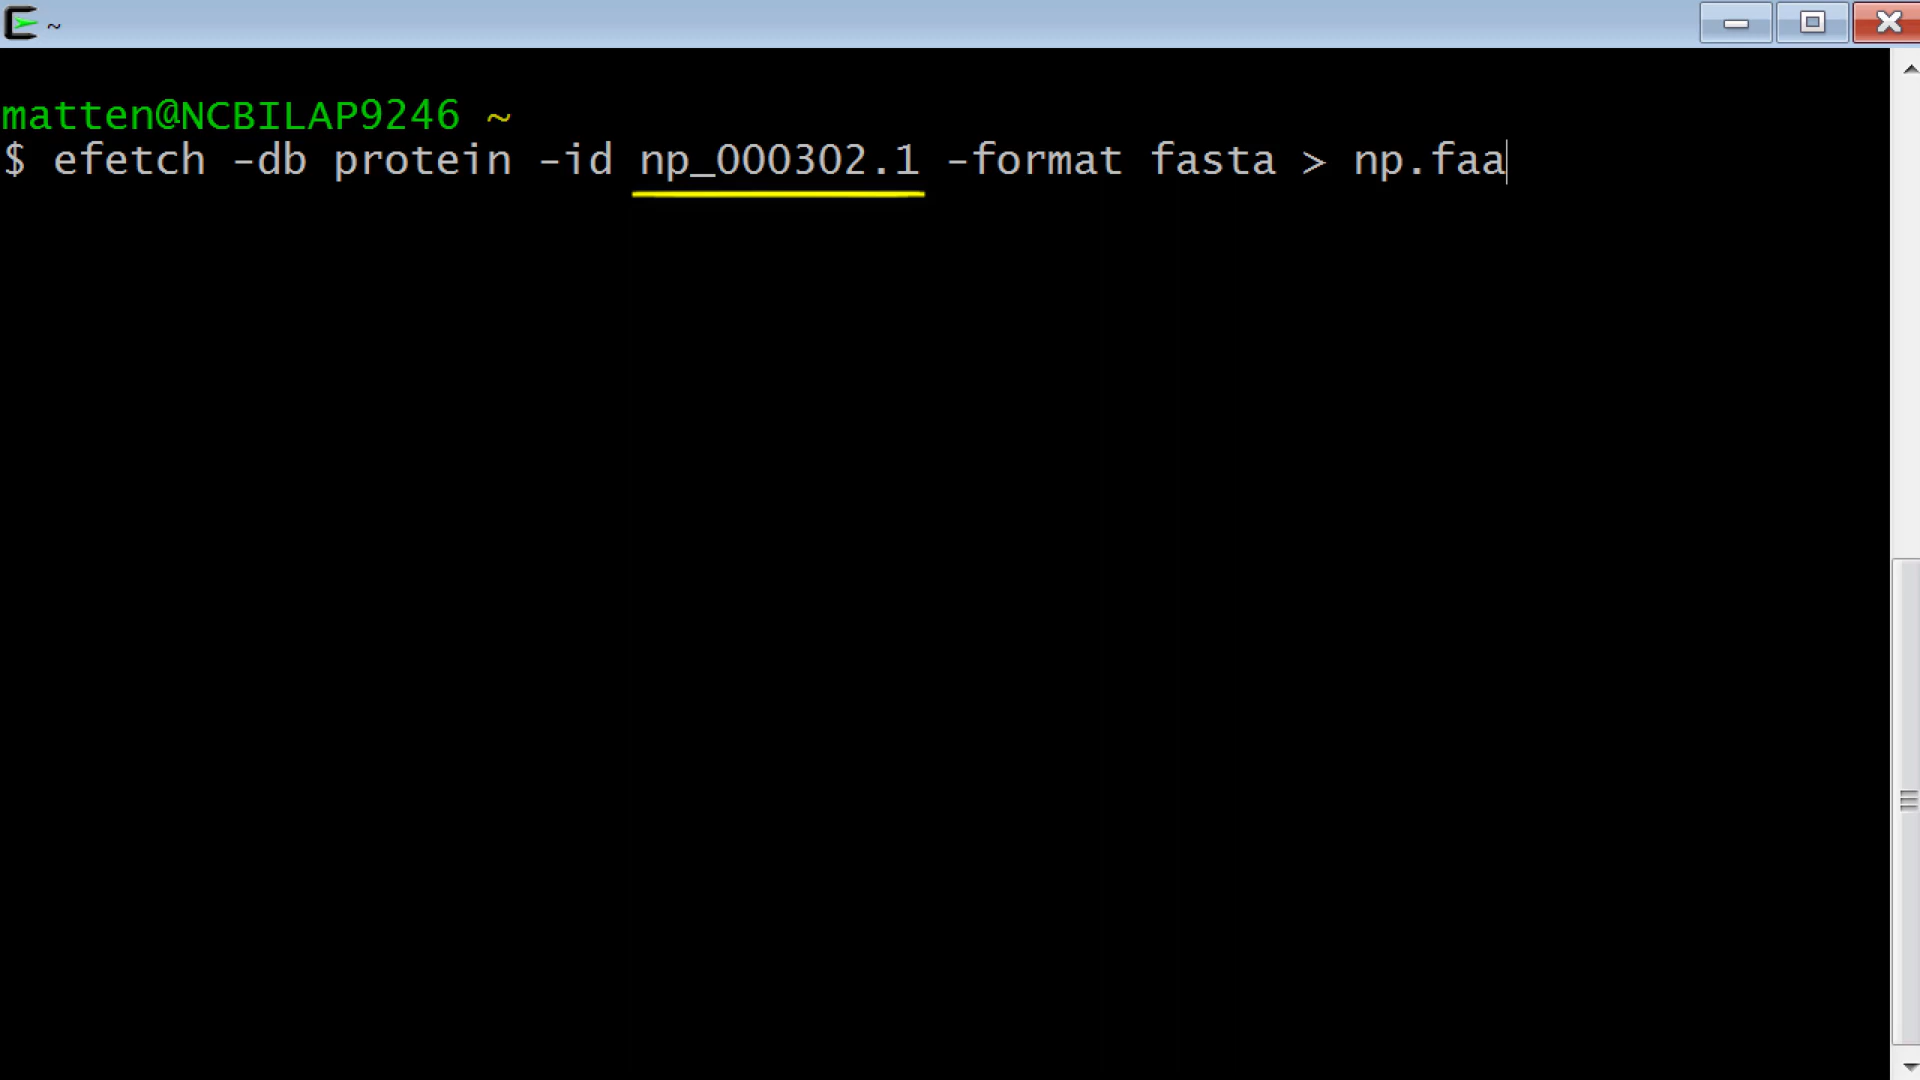 ~
matten@NCBILAP9246 ~
$ efetch -db protein -id np_000302.1 -format fasta > np.faa